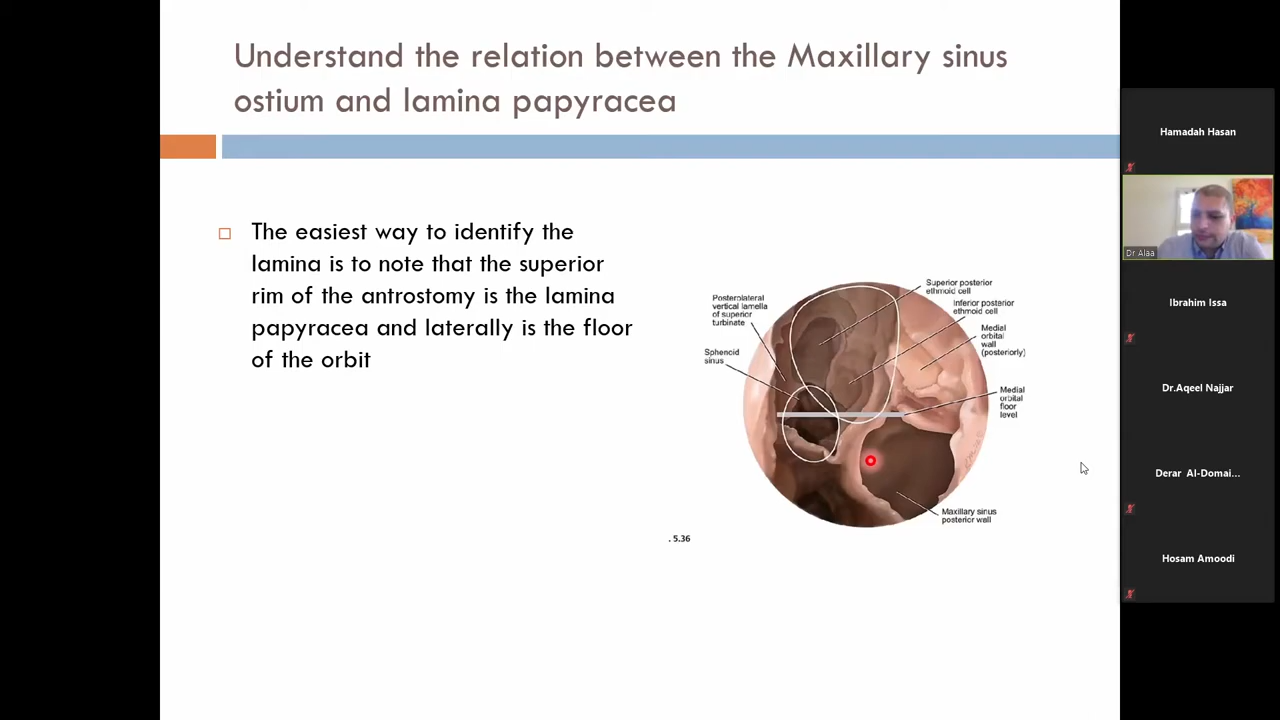 Understand the relation between the Maxillary sinus
ostium and lamina papyracea
The easiest way to identify the
lamina is to note that the superior
rim of the antrostomy is the lamina
papyracea and laterally is the floor
of the orbit
Superior posterior
ethmoid cell
Inferior posterior
ethmoid cell
Medial
orbital
wall
(posteriorly)
Medial
orbital
floor
level
Maxillary sinus
posterior wall
Posterolateral
vertical lamella
of superior
turbinate
Sphenoid
sinus
. 5.36
Hamadah Hasan
Dr Alaa
Ibrahim Issa
Dr.Aqeel Najjar
Derar Al-Domai...
Hosam Amoodi